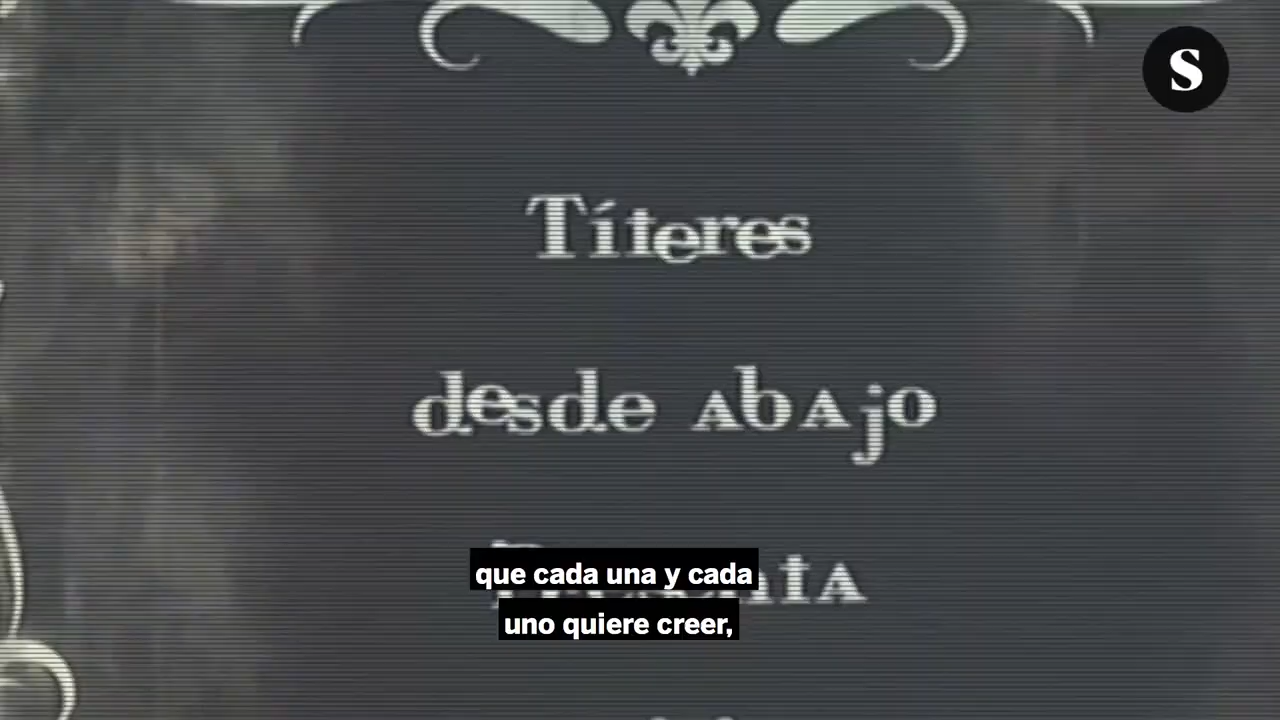 S
Títeres
desde Abajo
que cada una y cada
uno quiere creer,